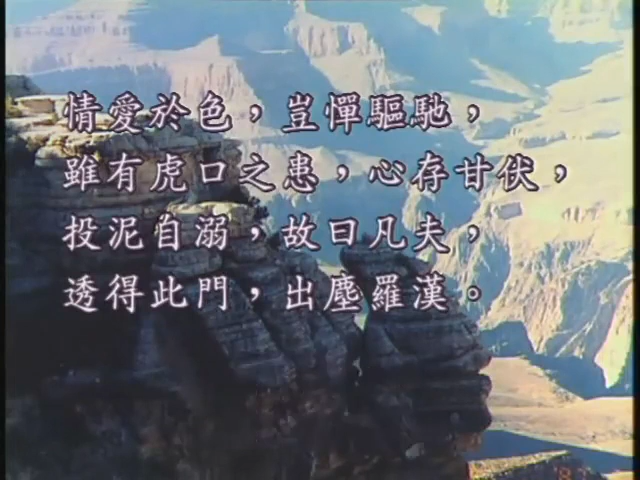 情愛於色，豈憚驅馳，
雖有虎口之患，心存甘伏，
投泥自溺，故曰凡夫，
透得此門，出塵羅漢。